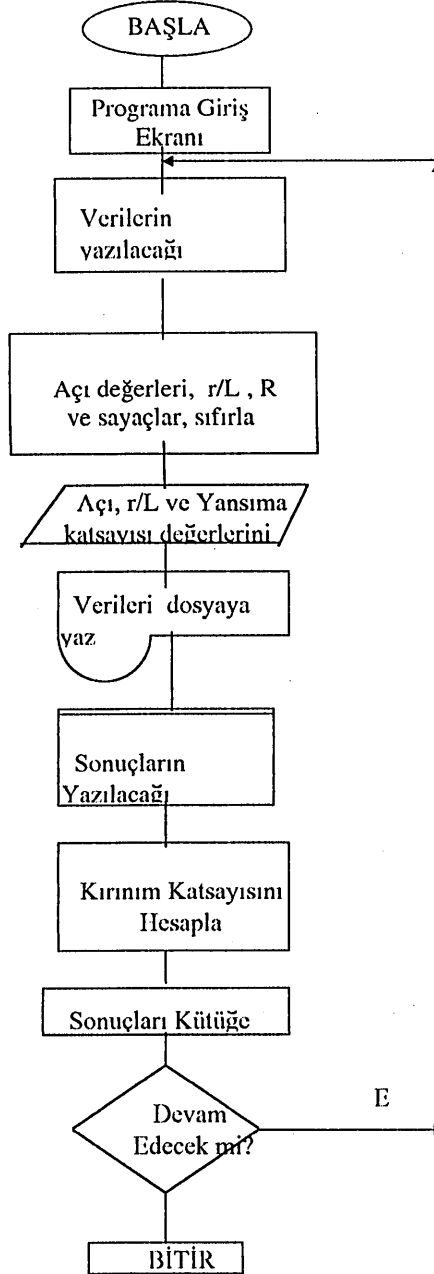 BAŞLA
Programa Giriş
Ekranı
Verilerin
yazılacağı
Açı değerleri, r/L , R
ve sayaçlar, sıfırla
Açı, r/L ve Yansıma
katsayısı değerlerini
Verileri dosyaya
yaz
Sonuçların
Yazılacağı
Kırınım Katsayısını
Hesapla
Sonuçları Kütüğe
Devam
Edecek mi?
E
BİTİR